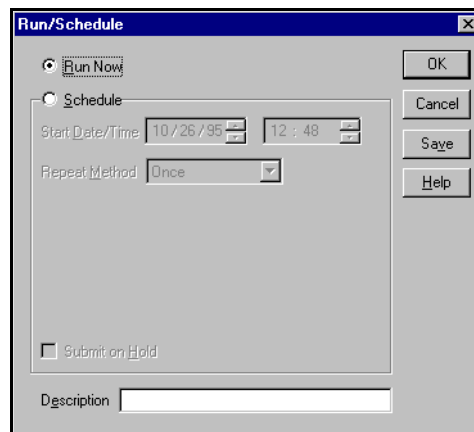 Run/Schedule
Run Now
OK
Schedule
Cancel
Start Date/Time 10/26/95 12 : 48
Save
Repeat Method Once
Help
Submit on Hold
Description